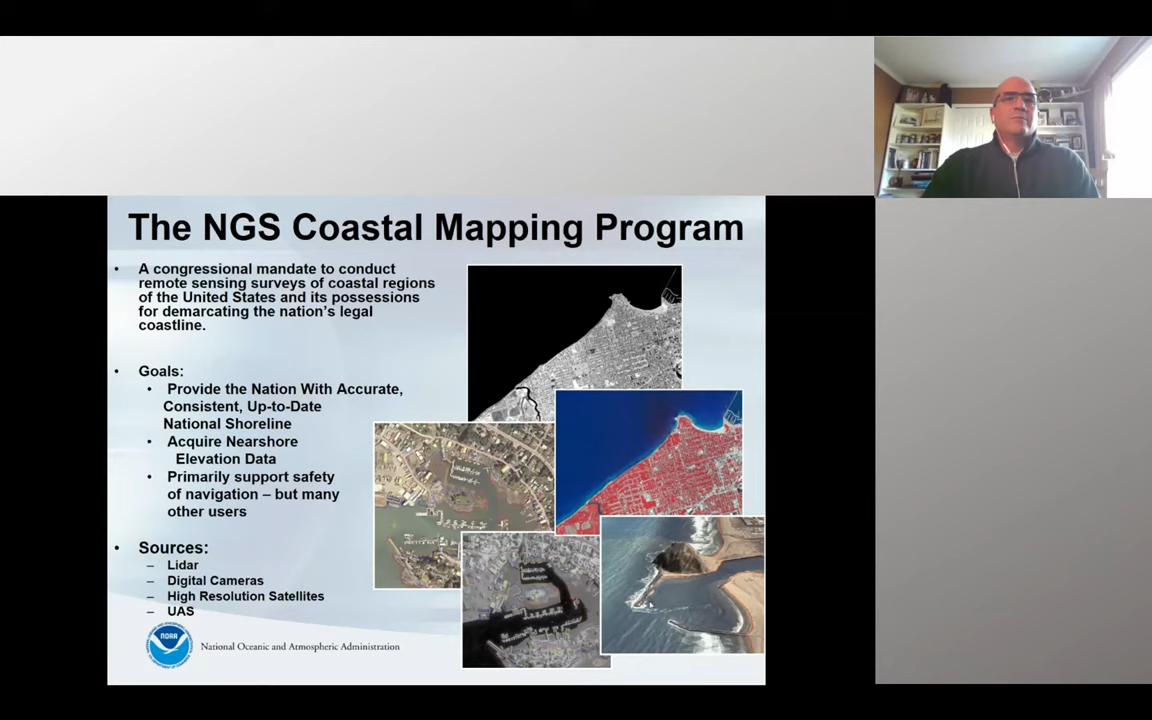 The NGS Coastal Mapping Program
• A congressional mandate to conduct
remote sensing surveys of coastal regions
of the United States and its possessions
for demarcating the nation's legal
coastline.
• Goals:
• Provide the Nation With Accurate,
Consistent, Up-to-Date
National Shoreline
• Acquire Nearshore
Elevation Data
• Primarily support safety
of navigation – but many
other users
• Sources:
– Lidar
– Digital Cameras
– High Resolution Satellites
– UAS
NOAA
National Oceanic and Atmospheric Administration